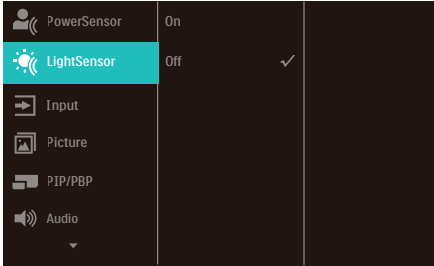 PowerSensor
On
LightSensor
Off
Input
Picture
PIP/PBP
Audio